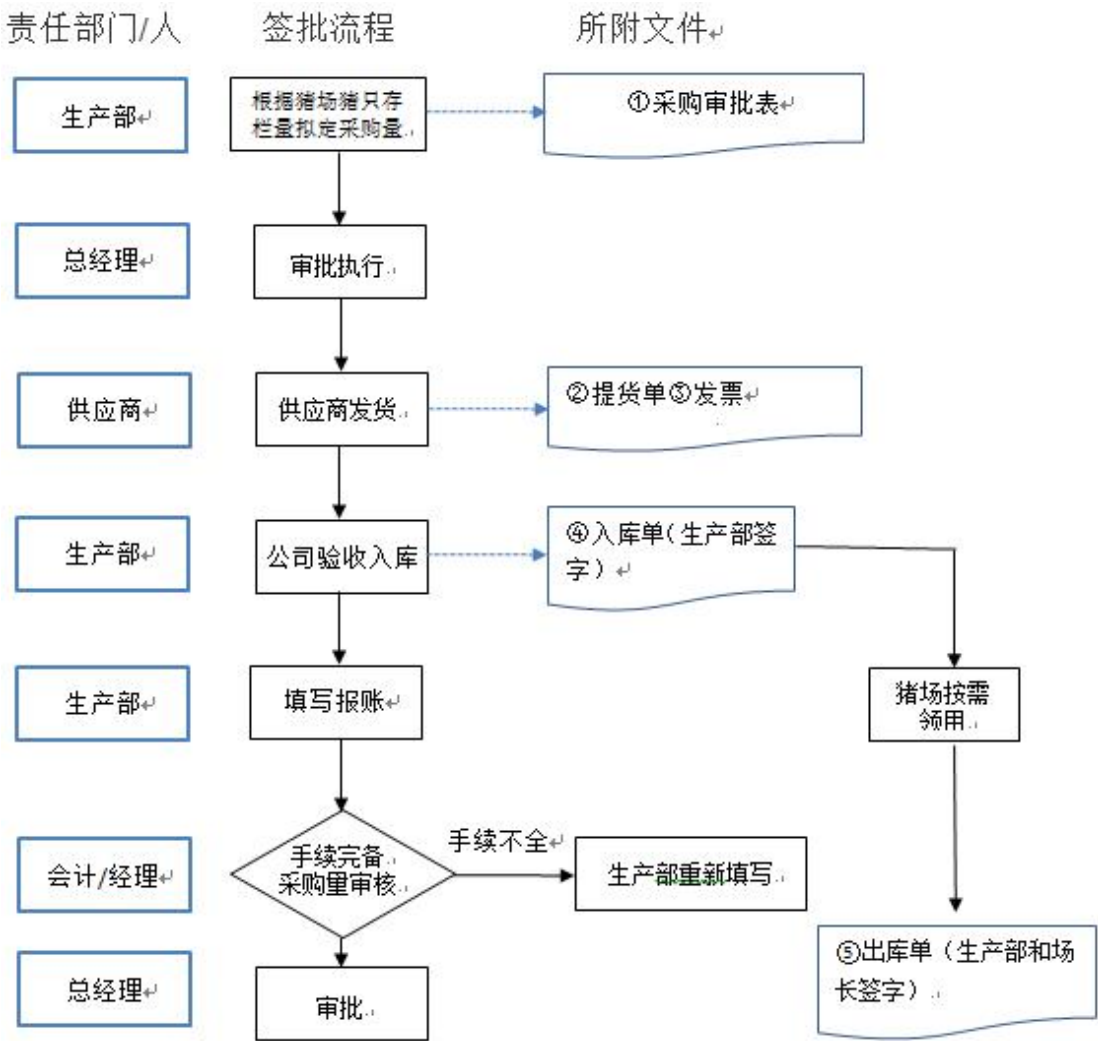 责任部门/人 签批流程 所附文件
生产部
根据猪场猪只存
栏量拟定采购量
①采购审批表
总经理
审批执行
供应商
供应商发货
②提货单③发票
生产部
公司验收入库
④入库单(生产部签
字)
生产部
填写报账
猪场按需
领用
会计/经理
手续完备
采购量审核
手续不全
生产部重新填写
总经理
审批
⑤出库单(生产部和场
长签字)